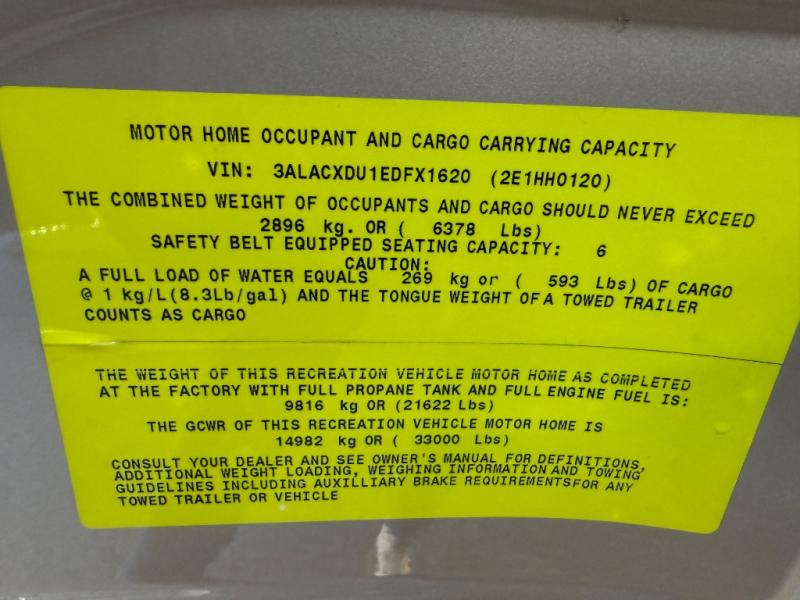 MOTOR HOME OCCUPANT AND CARGO CARRYING CAPACITY
VIN: 3ALACXDU1EDFX1620 (2E1HH0120)
THE COMBINED WEIGHT OF OCCUPANTS AND CARGO SHOULD NEVER EXCEED
2896 kg. OR ( 6378 Lbs)
SAFETY BELT EQUIPPED SEATING CAPACITY: 6
CAUTION:
A FULL LOAD OF WATER EQUALS 269 kg or ( 593 Lbs) OF CARGO
@ 1 kg/L(8.3Lb/gal) AND THE TONGUE WEIGHT OF A TOWED TRAILER
COUNTS AS CARGO
THE WEIGHT OF THIS RECREATION VEHICLE MOTOR HOME AS COMPLETED
AT THE FACTORY WITH FULL PROPANE TANK AND FULL ENGINE FUEL IS:
9816 kg OR (21622 Lbs)
THE GCWR OF THIS RECREATION VEHICLE MOTOR HOME IS
14982 kg OR ( 33000 Lbs)
CONSULT YOUR DEALER AND SEE OWNER'S MANUAL FOR DEFINITIONS,
ADDITIONAL WEIGHT LOADING, WEIGHING INFORMATION AND TOWING
GUIDELINES INCLUDING AUXILLIARY BRAKE REQUIREMENTS FOR ANY
TOWED TRAILER OR VEHICLE